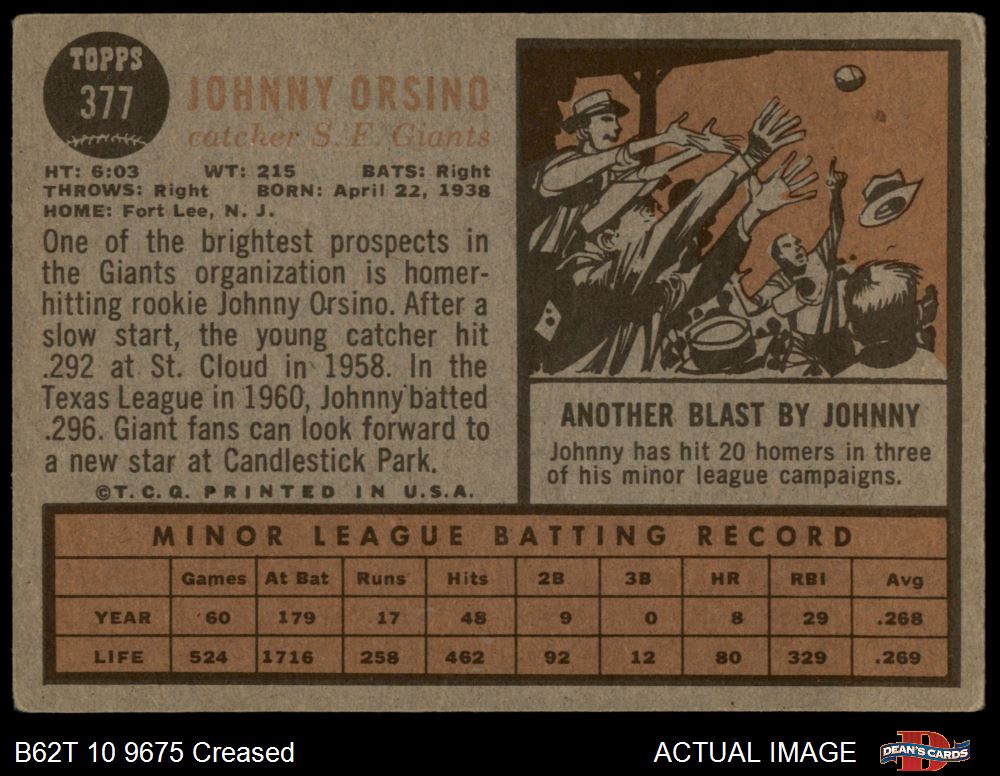 TOPPS
377
JOHNNY ORSINO
catcher S. F. Giants
HT: 6:03 WT: 215 BATS: Right
THROWS: Right BORN: April 22, 1938
HOME: Fort Lee, N. J.
One of the brightest prospects in
the Giants organization is homer-
hitting rookie Johnny Orsino. After a
slow start, the young catcher hit
.292 at St. Cloud in 1958. In the
Texas League in 1960, Johnny batted
.296. Giant fans can look forward to
a new star at Candlestick Park.
©T. C. G. PRINTED IN U.S.A.
ANOTHER BLAST BY JOHNNY
Johnny has hit 20 homers in three
of his minor league campaigns.
MINOR LEAGUE BATTING RECORD
Games At Bat Runs Hits 2B 3B HR RBI Avg
YEAR 60 179 17 48 9 0 8 29 .268
LIFE 524 1716 258 462 92 12 80 329 .269
B62T 10 9675 Creased
ACTUAL IMAGE
D
DEAN'S CARDS